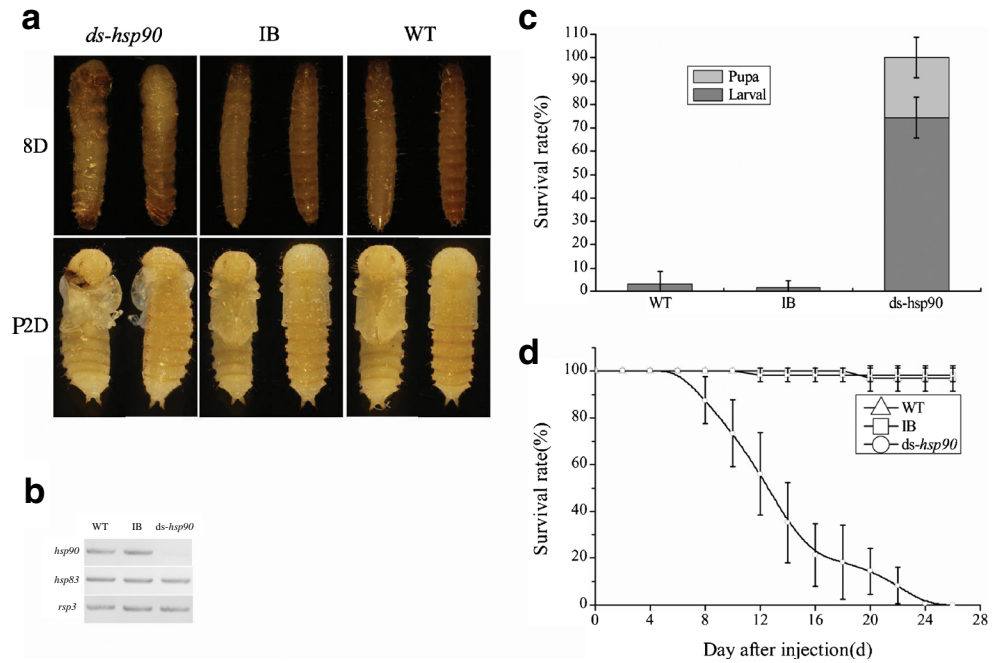 a
ds-hsp90 IB WT
8D
P2D
b
WT IB ds-hsp90
hsp90
hsp83
rsp3
c
Survival rate(%)
110
100
90
80
70
60
50
40
30
20
10
0
Pupa
Larval
WT IB ds-hsp90
d
Survival rate(%)
100
80
60
40
20
0
WT
IB
ds-hsp90
0 4 8 12 16 20 24 28
Day after injection(d)